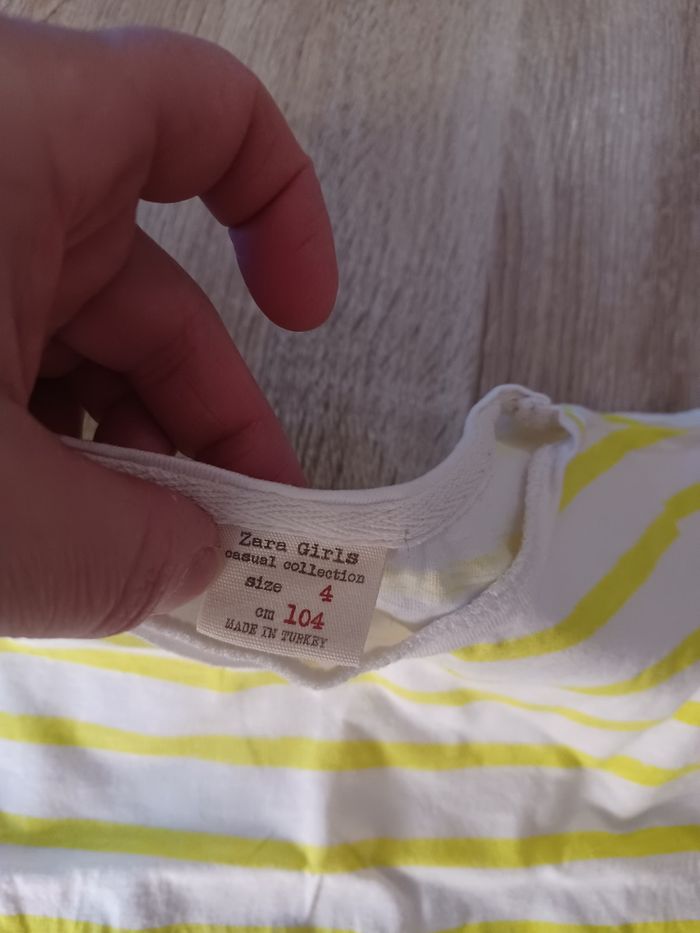 Zara Girls
casual collection
size 4
cm 104
MADE IN TURKEY